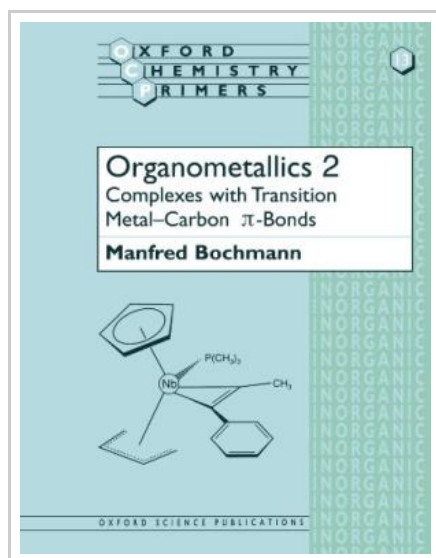 OXFORD
CHEMISTRY
PRIMERS
13
Organometallics 2
Complexes with Transition
Metal–Carbon π-Bonds
Manfred Bochmann
P(CH₃)₃
Nb
CH₃
OXFORD SCIENCE PUBLICATIONS
INORGANIC